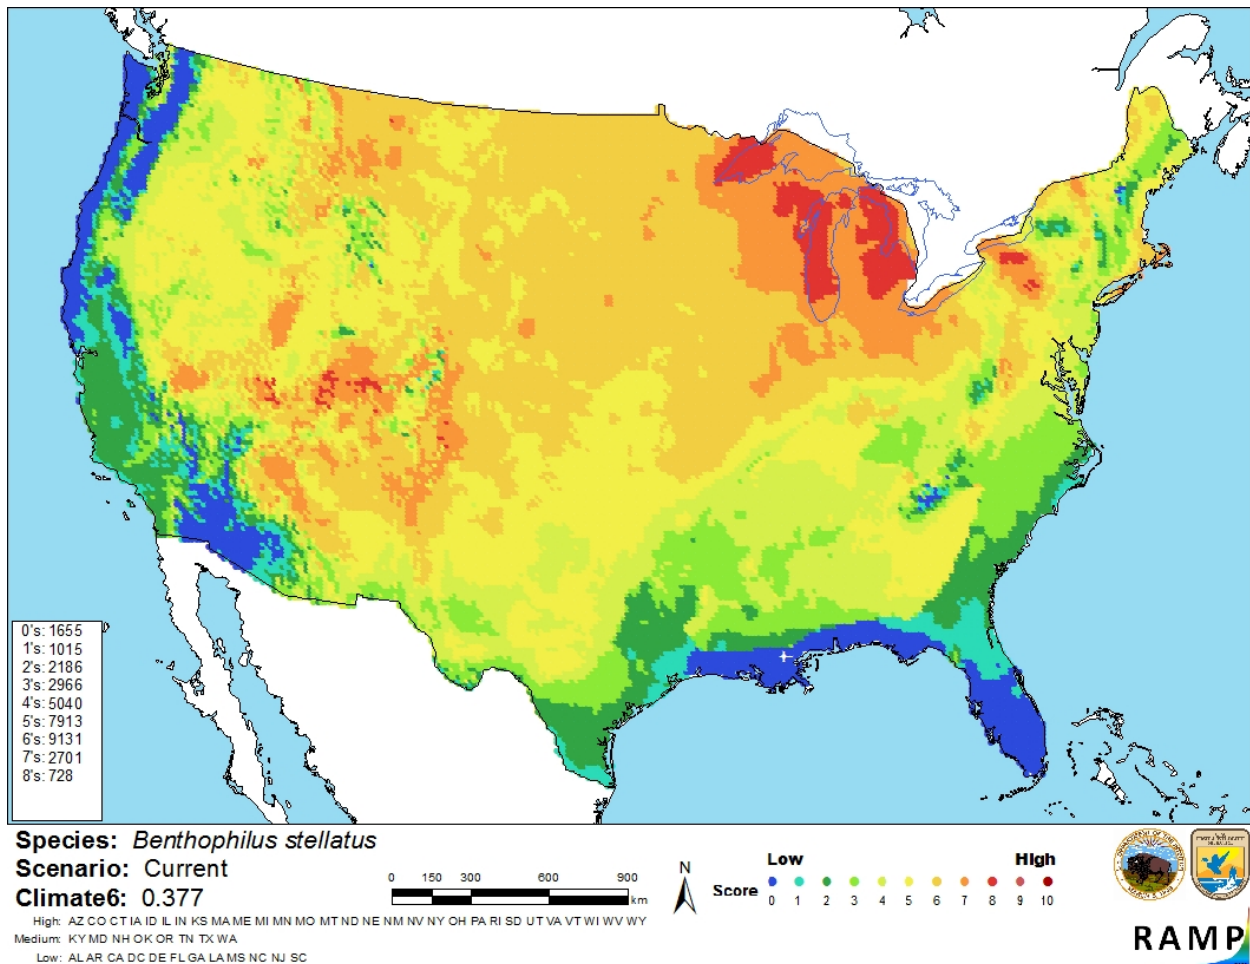 0's: 1655
1's: 1015
2's: 2186
3's: 2966
4's: 5040
5's: 7913
6's: 9131
7's: 2701
8's: 728
Species: Benthophilus stellatus
Scenario: Current
Climate6: 0.377
0 150 300 600 900
km
N
Low High
Score
0 1 2 3 4 5 6 7 8 9 10
High: AZ CO CT IA ID IL IN KS MA ME MI MN MO MT ND NE NM NV NY OH PA RI SD UT VA VT WI WV WY
Medium: KY MD NH OK OR TN TX WA
Low: AL AR CA DC DE FL GA LA MS NC NJ SC
RAMP